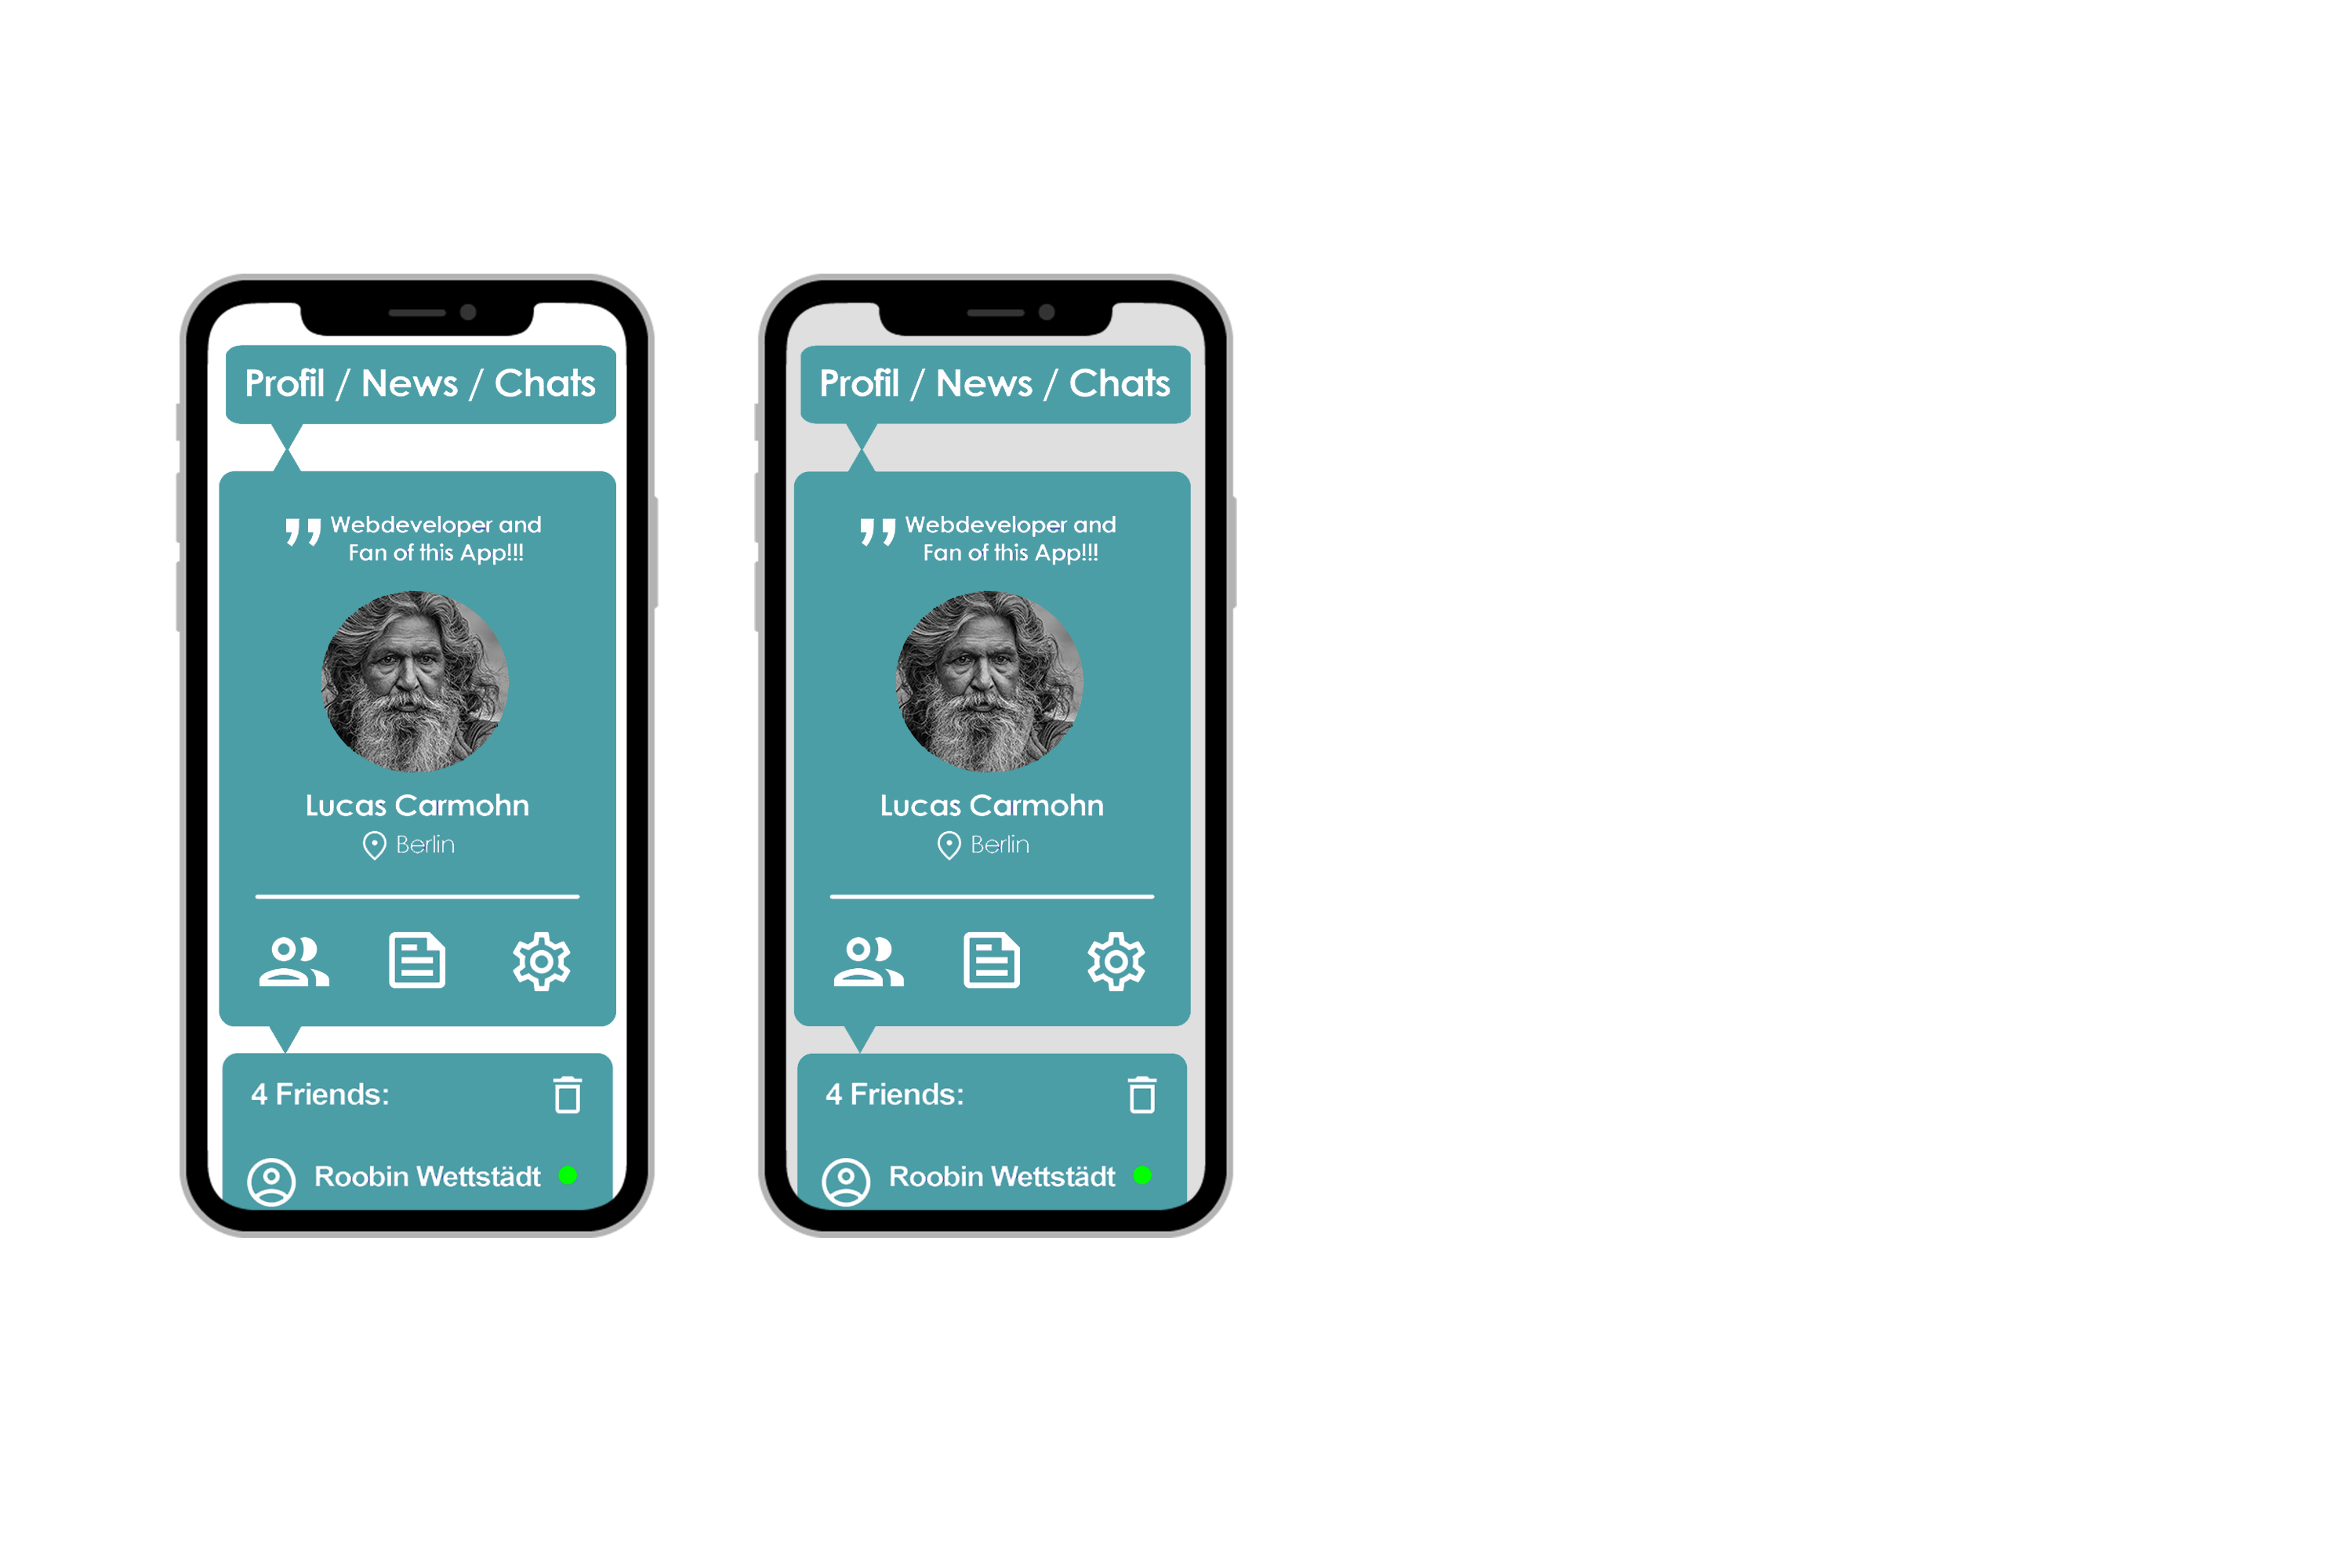 Profil / News / Chats
Webdeveloper and
Fan of this App!!!
Lucas Carmohn
Berlin
4 Friends:
Roobin Wettstädt
Profil / News / Chats
Webdeveloper and
Fan of this App!!!
Lucas Carmohn
Berlin
4 Friends:
Roobin Wettstädt